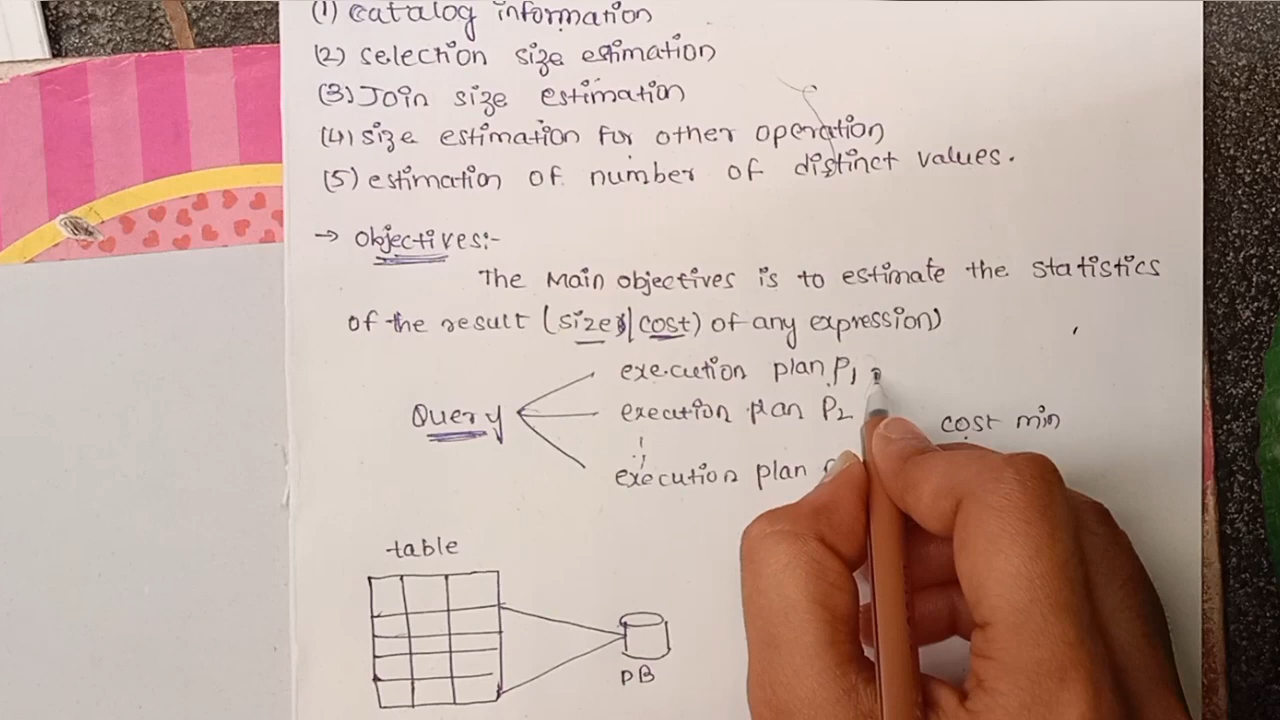 (1) catalog information
(2) selection size estimation
(3) Join size estimation
(4) size estimation for other operation
(5) estimation of number of distinct values.
→ Objectives:-
The Main objectives is to estimate the statistics
of the result (size|cost) of any expression)
execution plan P1
Query execution plan P2
cost min
execution plan
table
DB